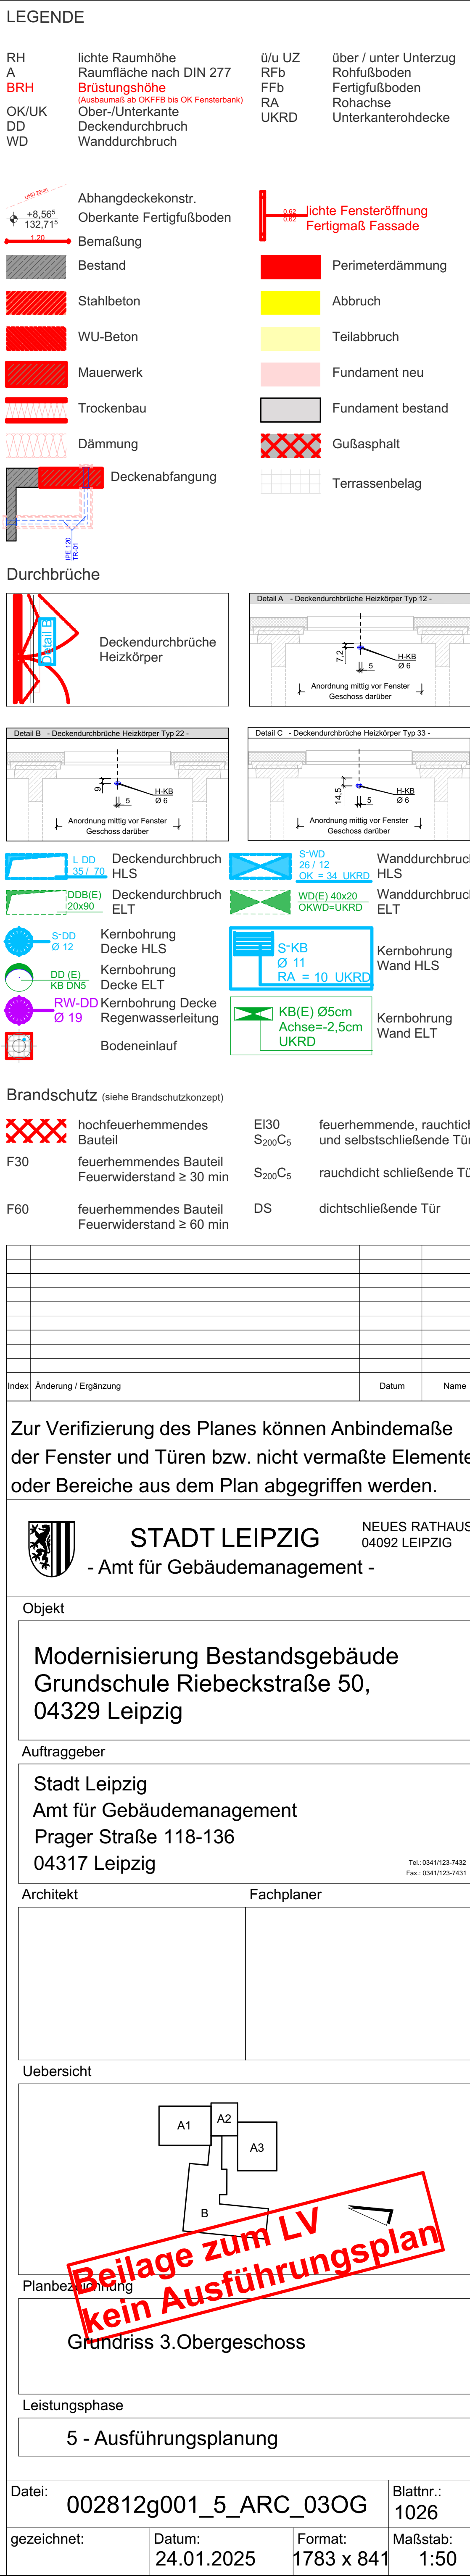 LEGENDE
RH lichte Raumhöhe
A Raumfläche nach DIN 277
BRH Brüstungshöhe
(Ausbaumaß ab OKFFB bis OK Fensterbank)
OK/UK Ober-/Unterkante
DD Deckendurchbruch
WD Wanddurchbruch
ü/u UZ über / unter Unterzug
RFb Rohfußboden
FFb Fertigfußboden
RA Rohachse
UKRD Unterkanterohdecke
UHD 20mm
Abhangdeckekonstr.
+8,56⁵
132,71⁵
Oberkante Fertigfußboden
1,20
Bemaßung
0,62
0,62
lichte Fensteröffnung
Fertigmaß Fassade
Bestand
Perimeterdämmung
Stahlbeton
Abbruch
WU-Beton
Teilabbruch
Mauerwerk
Fundament neu
Trockenbau
Fundament bestand
Dämmung
Gußasphalt
Deckenabfangung
Terrassenbelag
IPE 120
TR-01
Durchbrüche
Detail B
Deckendurchbrüche
Heizkörper
Detail A - Deckendurchbrüche Heizkörper Typ 12 -
7,2
5
H-KB
Ø 6
Anordnung mittig vor Fenster
Geschoss darüber
Detail B - Deckendurchbrüche Heizkörper Typ 22 -
9
5
H-KB
Ø 6
Anordnung mittig vor Fenster
Geschoss darüber
Detail C - Deckendurchbrüche Heizkörper Typ 33 -
14,5
5
H-KB
Ø 6
Anordnung mittig vor Fenster
Geschoss darüber
L DD
35 / 70
Deckendurchbruch
HLS
S-WD
26 / 12
OK = 34 UKRD
Wanddurchbruc
HLS
DDB(E)
20x90
Deckendurchbruch
ELT
WD(E) 40x20
OKWD=UKRD
Wanddurchbruc
ELT
S-DD
Ø 12
Kernbohrung
Decke HLS
S-KB
Ø 11
RA = 10 UKRD
Kernbohrung
Wand HLS
DD (E)
KB DN5
Kernbohrung
Decke ELT
RW-DD
Ø 19
Kernbohrung Decke
Regenwasserleitung
KB(E) Ø5cm
Achse=-2,5cm
UKRD
Kernbohrung
Wand ELT
Bodeneinlauf
Brandschutz (siehe Brandschutzkonzept)
hochfeuerhemmendes
Bauteil
EI30
S₂₀₀C₅
feuerhemmende, rauchtich
und selbstschließende Tür
F30 feuerhemmendes Bauteil
Feuerwiderstand ≥ 30 min
S₂₀₀C₅ rauchdicht schließende Tü
F60 feuerhemmendes Bauteil
Feuerwiderstand ≥ 60 min
DS dichtschließende Tür
Index Änderung / Ergänzung Datum Name
Zur Verifizierung des Planes können Anbindemaße
der Fenster und Türen bzw. nicht vermaßte Elemente
oder Bereiche aus dem Plan abgegriffen werden.
STADT LEIPZIG
- Amt für Gebäudemanagement -
NEUES RATHAUS
04092 LEIPZIG
Objekt
Modernisierung Bestandsgebäude
Grundschule Riebeckstraße 50,
04329 Leipzig
Auftraggeber
Stadt Leipzig
Amt für Gebäudemanagement
Prager Straße 118-136
04317 Leipzig
Tel.: 0341/123-7432
Fax.: 0341/123-7431
Architekt Fachplaner
Uebersicht
A1
A2
A3
B
Beilage zum LV
kein Ausführungsplan
Planbezeichnung
Grundriss 3.Obergeschoss
Leistungsphase
5 - Ausführungsplanung
Datei:
002812g001_5_ARC_03OG
Blattnr.:
1026
gezeichnet:
Datum:
24.01.2025
Format:
1783 x 841
Maßstab:
1:50